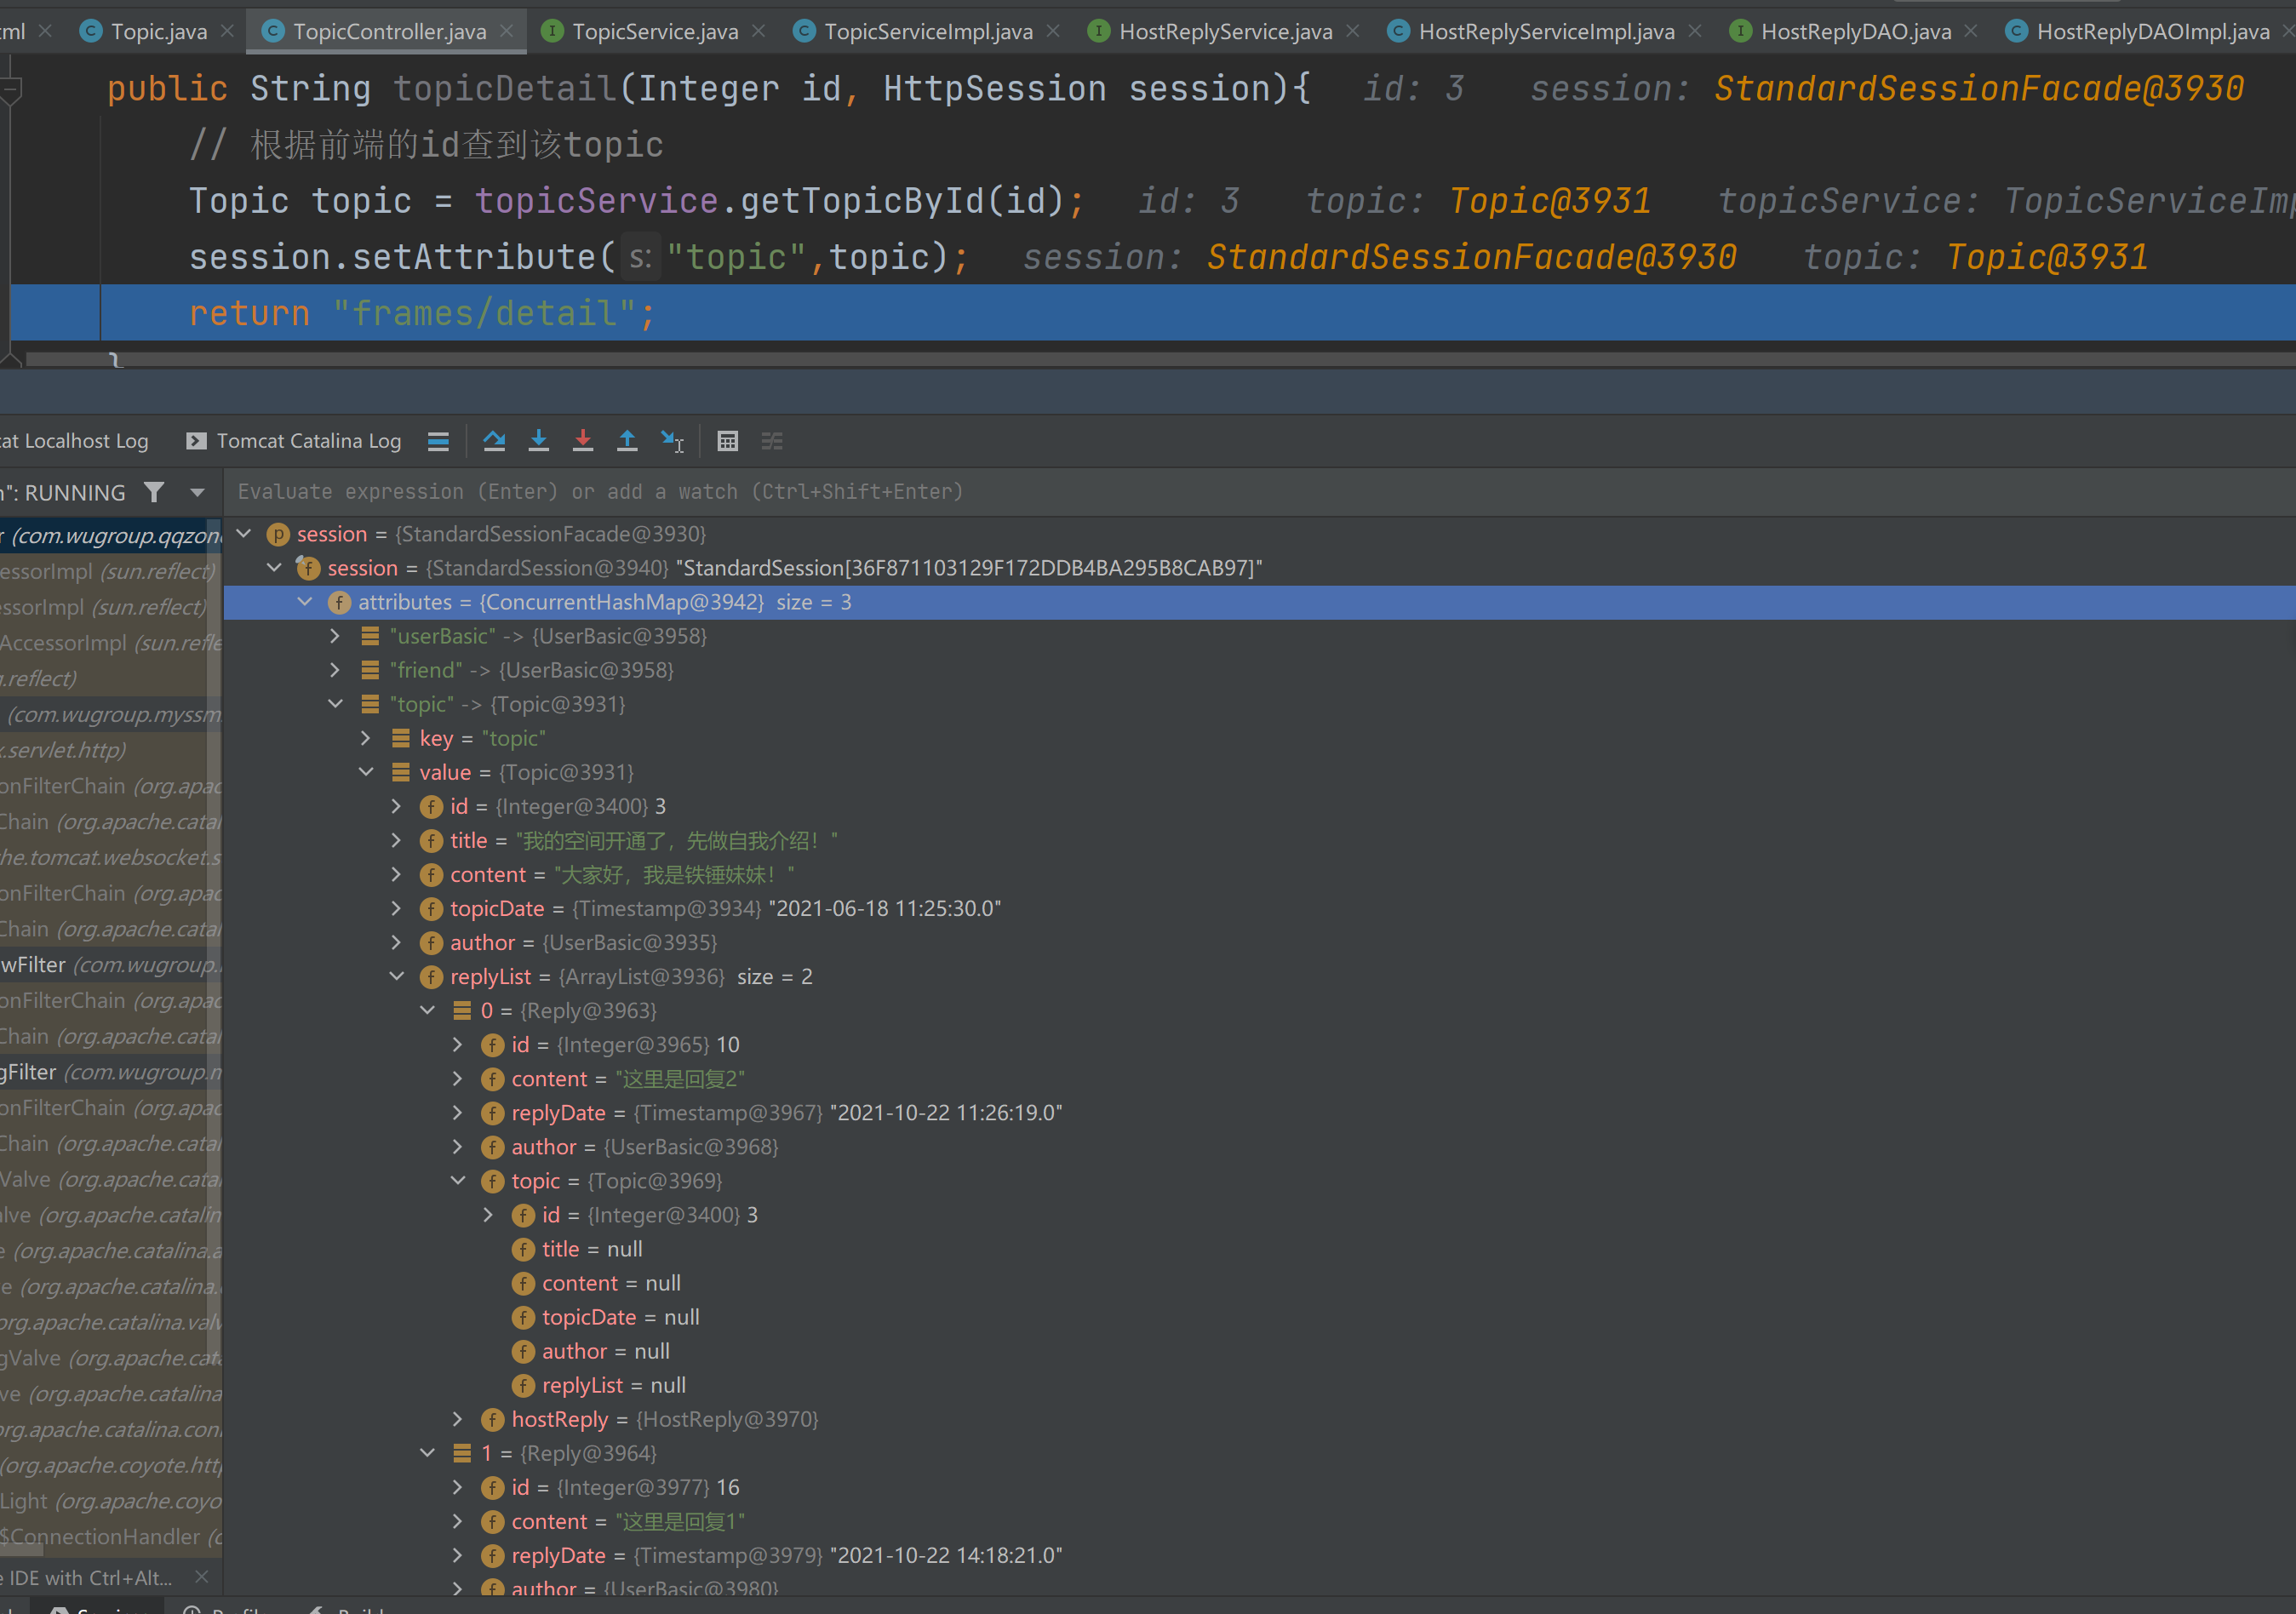 ml Topic.java TopicController.java TopicService.java TopicServiceImpl.java HostReplyService.java HostReplyServiceImpl.java HostReplyDAO.java HostReplyDAOImpl.java
public String topicDetail(Integer id, HttpSession session){ id: 3 session: StandardSessionFacade@3930
// 根据前端的id查到该topic
Topic topic = topicService.getTopicById(id); id: 3 topic: Topic@3931 topicService: TopicServiceImp
session.setAttribute( s: "topic",topic); session: StandardSessionFacade@3930 topic: Topic@3931
return "frames/detail";
}
cat Localhost Log Tomcat Catalina Log
": RUNNING Evaluate expression (Enter) or add a watch (Ctrl+Shift+Enter)
r (com.wugroup.qqzon
session = {StandardSessionFacade@3930}
essorImpl (sun.reflect)
session = {StandardSession@3940} "StandardSession[36F871103129F172DDB4BA295B8CAB97]"
essorImpl (sun.reflect)
attributes = {ConcurrentHashMap@3942} size = 3
AccessorImpl (sun.refle
"userBasic" -> {UserBasic@3958}
.reflect)
"friend" -> {UserBasic@3958}
(com.wugroup.myssm
"topic" -> {Topic@3931}
.servlet.http)
key = "topic"
onFilterChain (org.apac
value = {Topic@3931}
Chain (org.apache.catal
id = {Integer@3400} 3
he.tomcat.websocket.s
title = "我的空间开通了，先做自我介绍！"
onFilterChain (org.apac
content = "大家好，我是铁锤妹妹！"
Chain (org.apache.catal
topicDate = {Timestamp@3934} "2021-06-18 11:25:30.0"
wFilter (com.wugroup.
author = {UserBasic@3935}
onFilterChain (org.apac
replyList = {ArrayList@3936} size = 2
Chain (org.apache.catal
0 = {Reply@3963}
gFilter (com.wugroup.m
id = {Integer@3965} 10
onFilterChain (org.apac
content = "这里是回复2"
Chain (org.apache.catal
replyDate = {Timestamp@3967} "2021-10-22 11:26:19.0"
Valve (org.apache.catal
author = {UserBasic@3968}
alve (org.apache.catalin
topic = {Topic@3969}
e (org.apache.catalina.a
id = {Integer@3400} 3
e (org.apache.catalina.
title = null
org.apache.catalina.valv
content = null
gValve (org.apache.cata
topicDate = null
ve (org.apache.catalina
author = null
org.apache.catalina.con
replyList = null
(org.apache.coyote.http
hostReply = {HostReply@3970}
Light (org.apache.coyo
1 = {Reply@3964}
$ConnectionHandler (o
id = {Integer@3977} 16
content = "这里是回复1"
replyDate = {Timestamp@3979} "2021-10-22 14:18:21.0"
e IDE with Ctrl+Alt...
author = {UserBasic@3980}